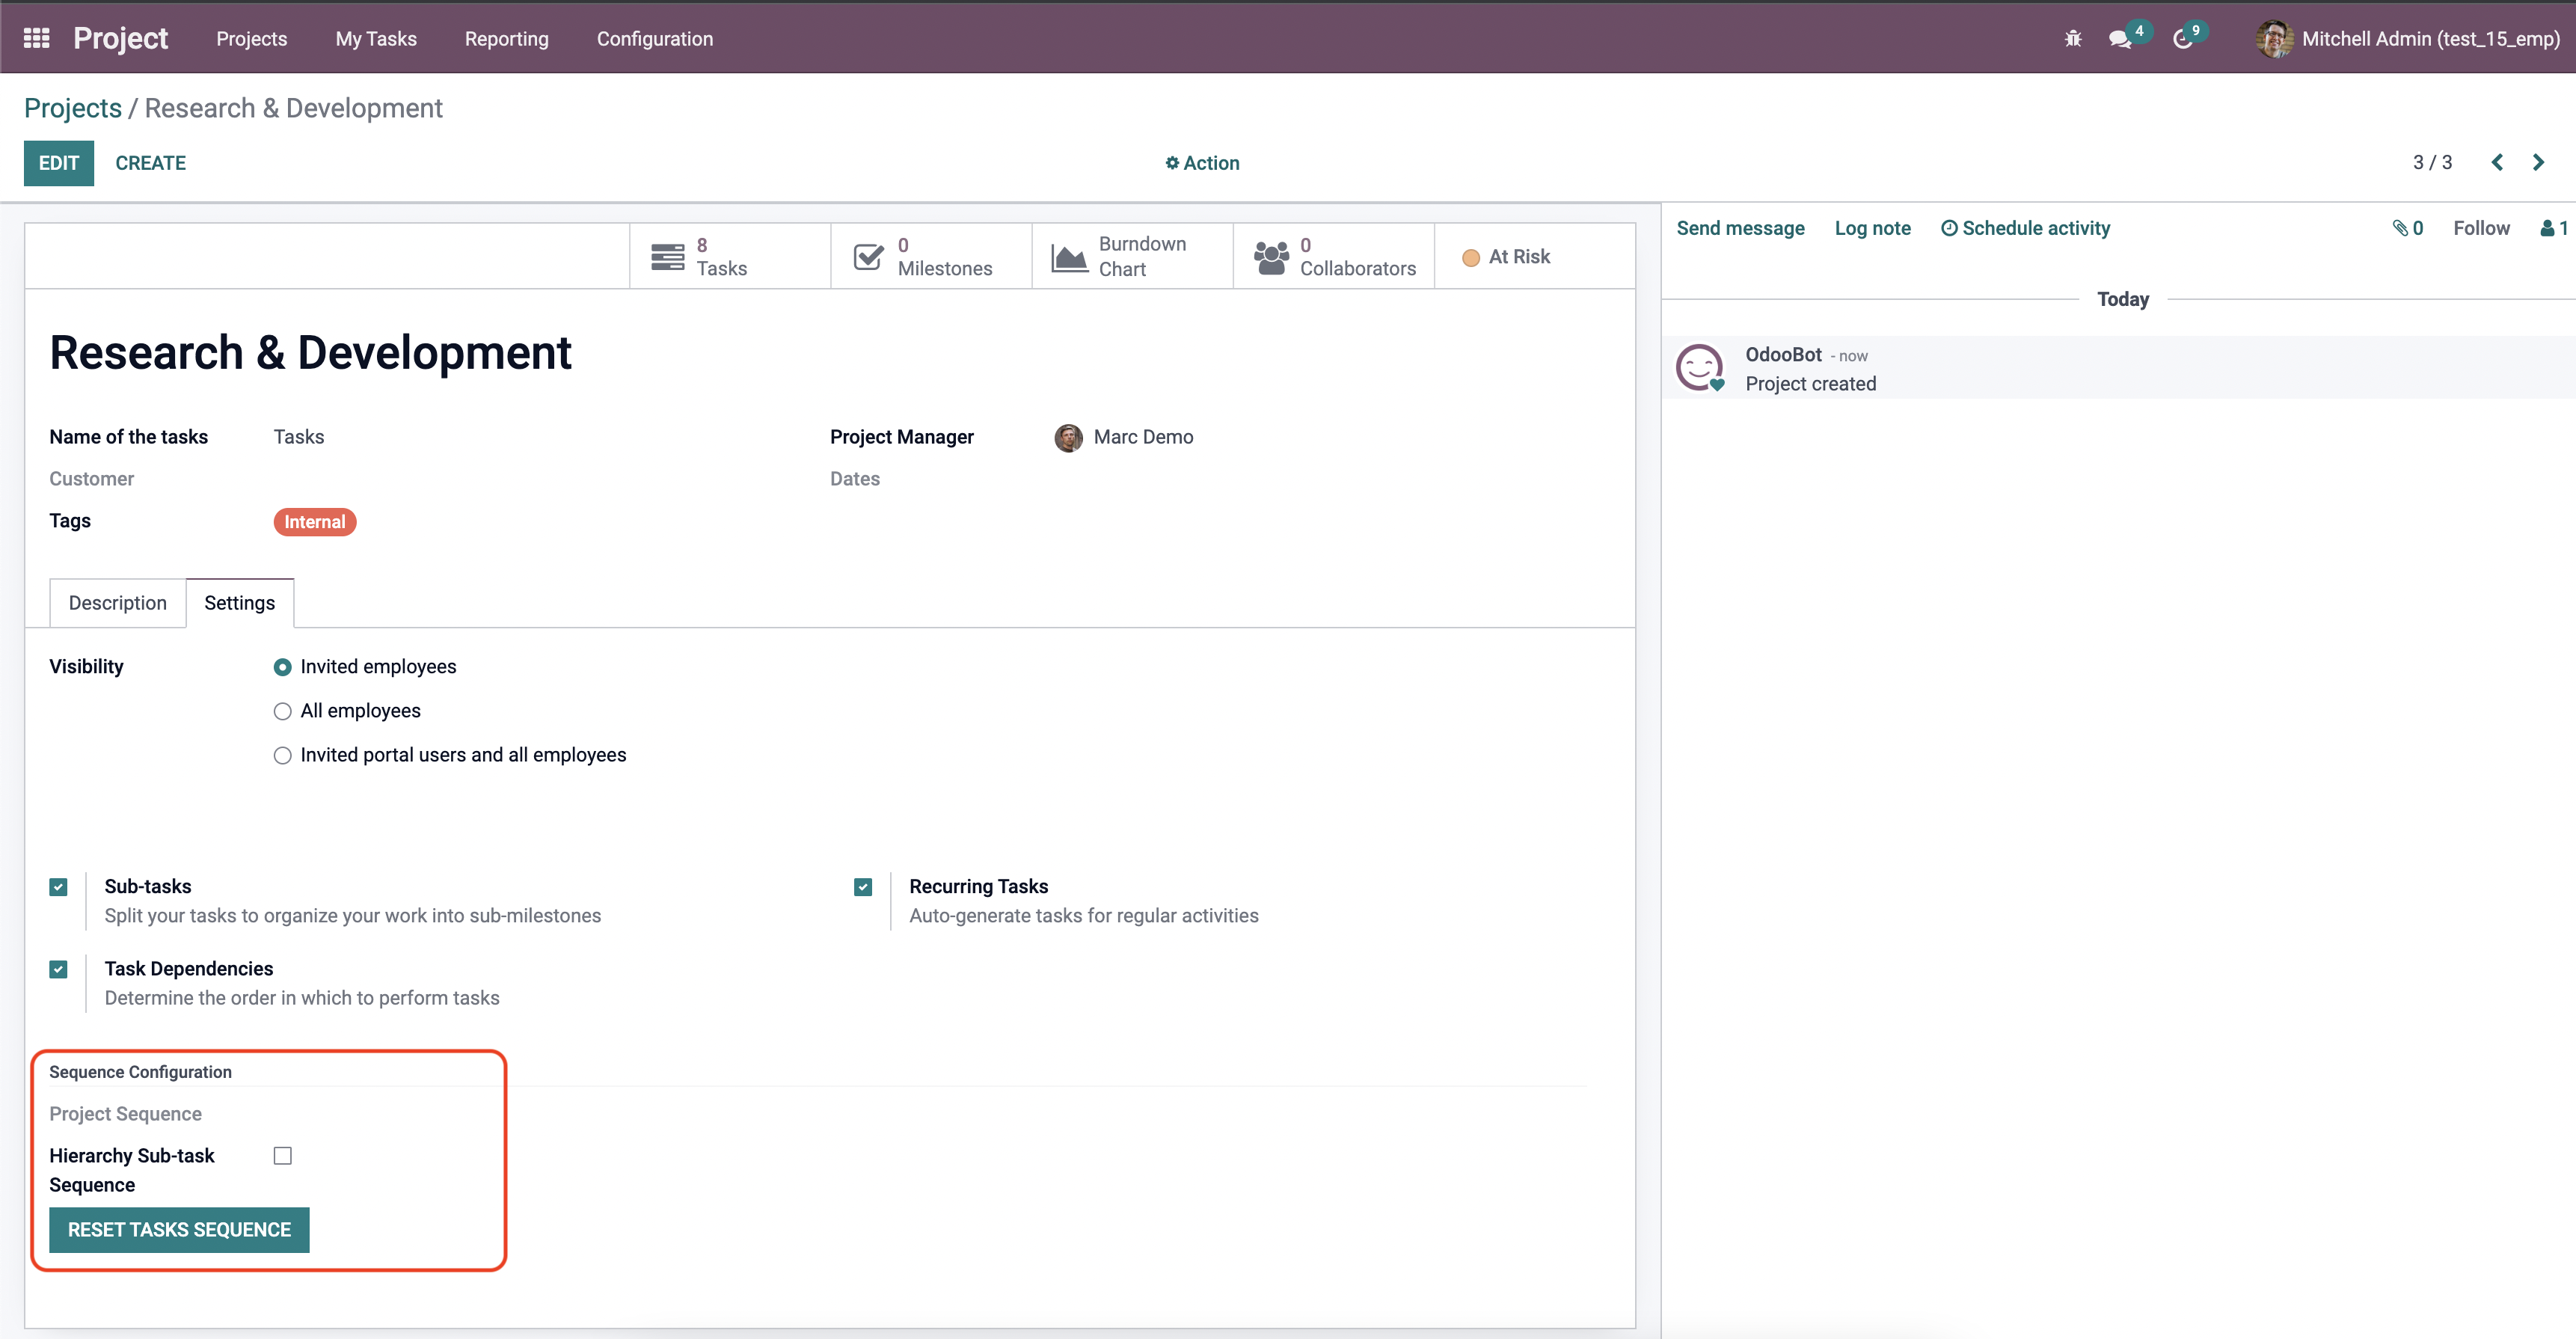 Project
Projects
My Tasks
Reporting
Configuration
4
9
Mitchell Admin (test_15_emp)
Projects / Research & Development
EDIT
CREATE
Action
3 / 3
8
Tasks
0
Milestones
Burndown
Chart
0
Collaborators
At Risk
Send message
Log note
Schedule activity
0
Follow
1
Today
OdooBot - now
Project created
Research & Development
Name of the tasks
Tasks
Project Manager
Marc Demo
Customer
Dates
Tags
Internal
Description
Settings
Visibility
Invited employees
All employees
Invited portal users and all employees
Sub-tasks
Split your tasks to organize your work into sub-milestones
Recurring Tasks
Auto-generate tasks for regular activities
Task Dependencies
Determine the order in which to perform tasks
Sequence Configuration
Project Sequence
Hierarchy Sub-task
Sequence
RESET TASKS SEQUENCE